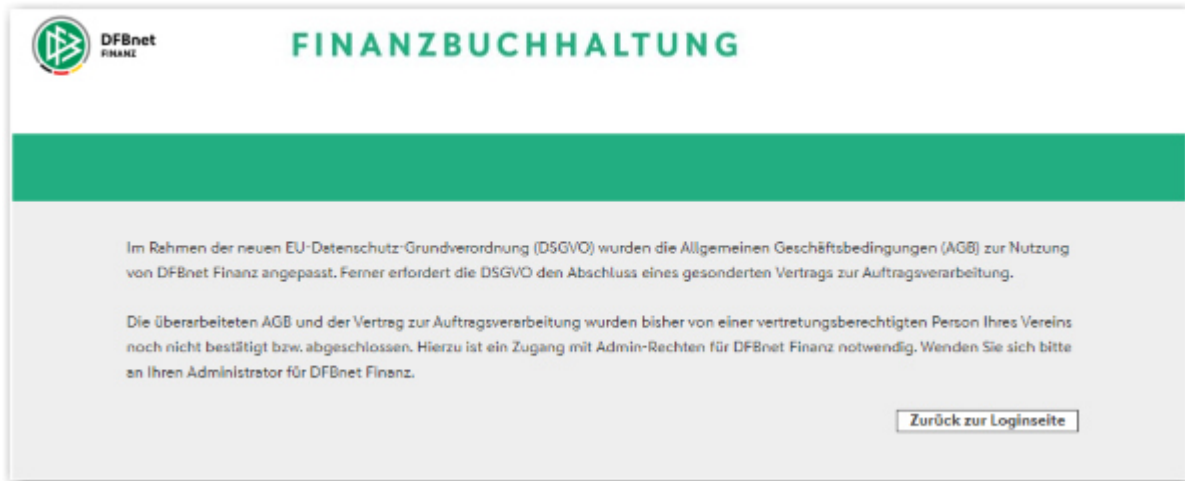 DFBnet
FINANZ
FINANZBUCHHALTUNG
Im Rahmen der neuen EU-Datenschutz-Grundverordnung (DSGVO) wurden die Allgemeinen Geschäftsbedingungen (AGB) zur Nutzung
von DFBnet Finanz angepasst. Ferner erfordert die DSGVO den Abschluss eines gesonderten Vertrags zur Auftragsverarbeitung.
Die überarbeiteten AGB und der Vertrag zur Auftragsverarbeitung wurden bisher von einer vertretungsberechtigten Person Ihres Vereins
noch nicht bestätigt bzw. abgeschlossen. Hierzu ist ein Zugang mit Admin-Rechten für DFBnet Finanz notwendig. Wenden Sie sich bitte
an Ihren Administrator für DFBnet Finanz.
Zurück zur Loginseite